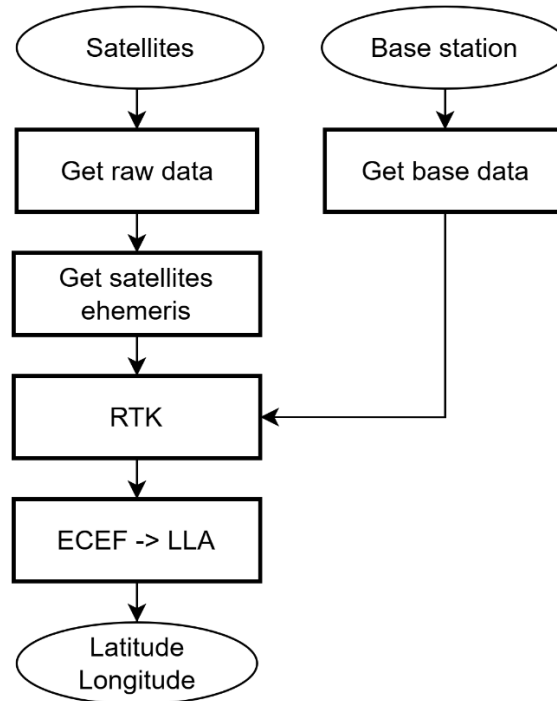 Satellites
Base station
Get raw data
Get base data
Get satellites
ehemeris
RTK
ECEF -> LLA
Latitude
Longitude